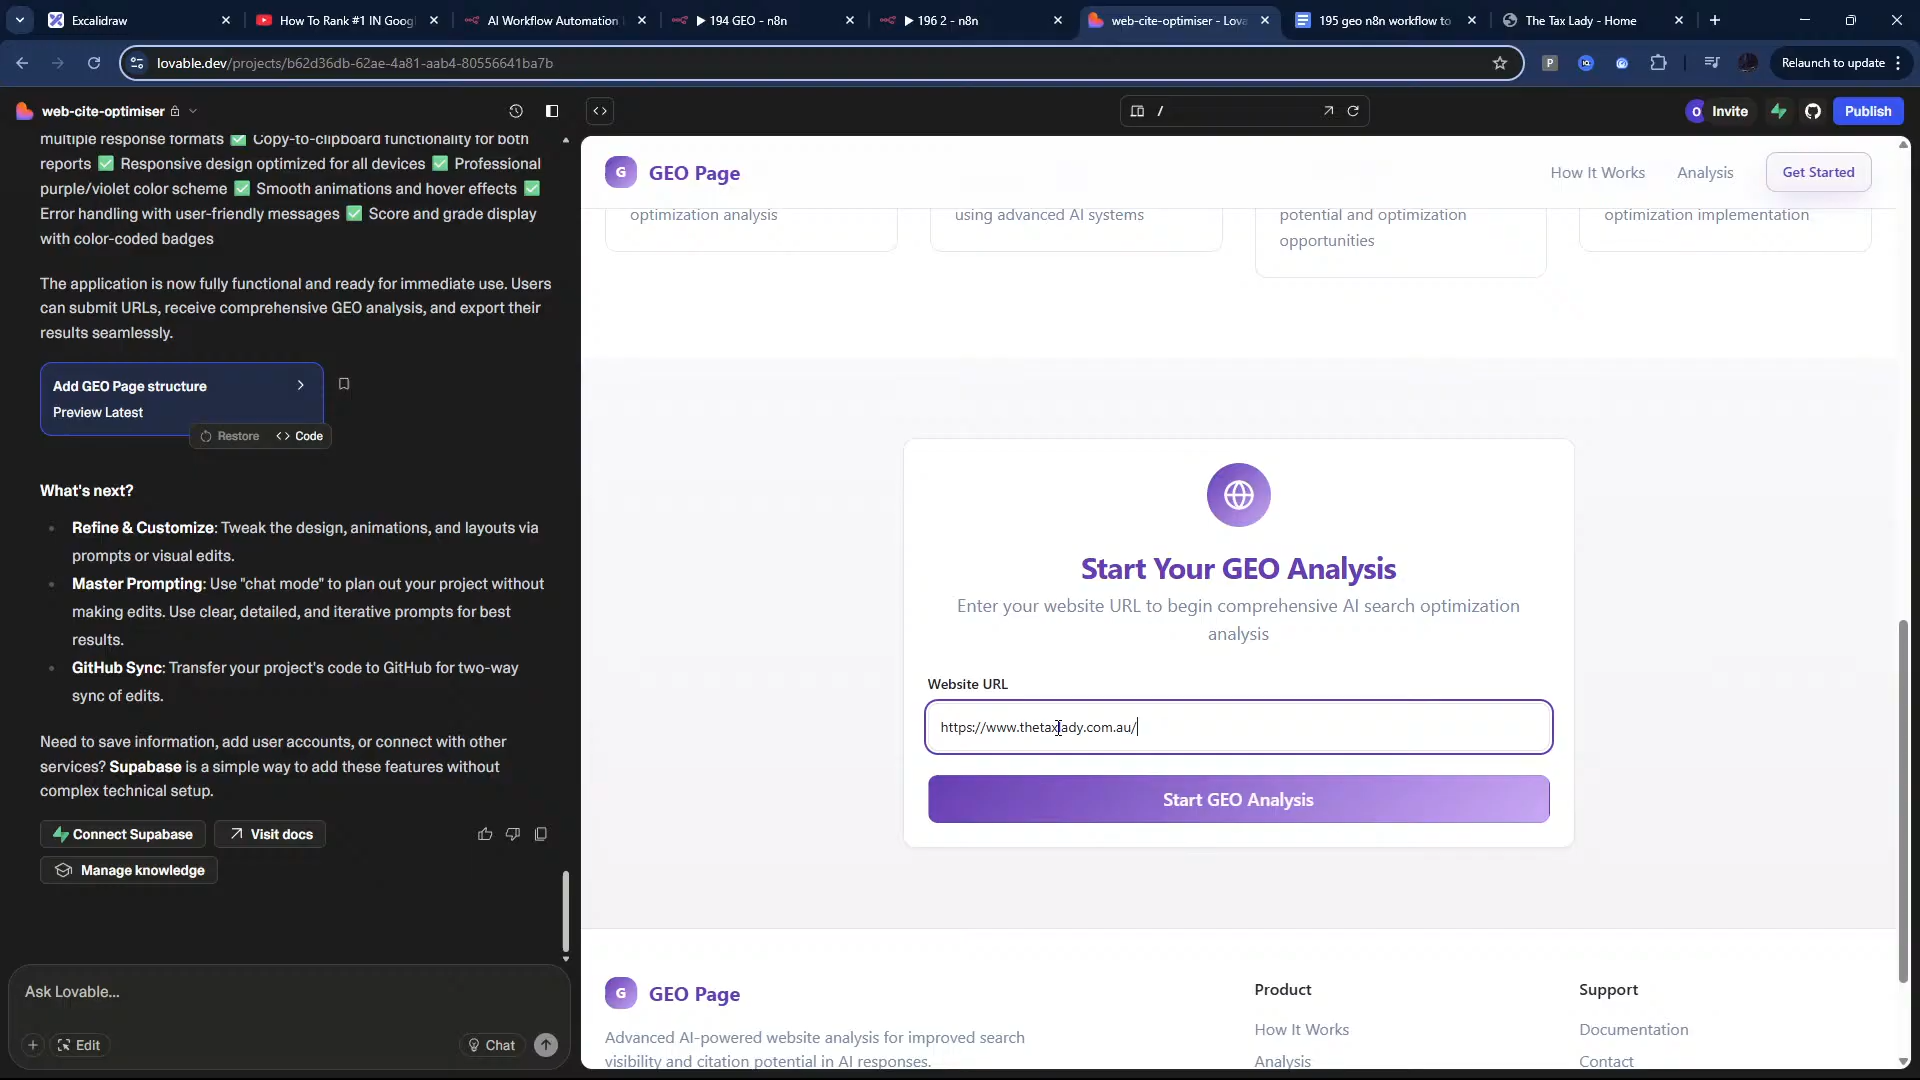 Excalidraw
How To Rank #1 IN Goog
AI Workflow Automation
194 GEO - n8n
196 2 - n8n
web-cite-optimiser - Lova
195 geo n8n workflow to
The Tax Lady - Home
lovable.dev/projects/b62d36db-62ae-4a81-aab4-80556641ba7b
Relaunch to update
web-cite-optimiser
/
Invite
Publish
multiple response formats ✅ Copy-to-clipboard functionality for both
reports ✅ Responsive design optimized for all devices ✅ Professional
purple/violet color scheme ✅ Smooth animations and hover effects ✅
Error handling with user-friendly messages ✅ Score and grade display
with color-coded badges
The application is now fully functional and ready for immediate use. Users
can submit URLs, receive comprehensive GEO analysis, and export their
results seamlessly.
Add GEO Page structure
Preview Latest
Restore
Code
What's next?
• Refine & Customize: Tweak the design, animations, and layouts via
prompts or visual edits.
• Master Prompting: Use "chat mode" to plan out your project without
making edits. Use clear, detailed, and iterative prompts for best
results.
• GitHub Sync: Transfer your project's code to GitHub for two-way
sync of edits.
Need to save information, add user accounts, or connect with other
services? Supabase is a simple way to add these features without
complex technical setup.
Connect Supabase
Visit docs
Manage knowledge
Ask Lovable...
Edit
Chat
G
GEO Page
How It Works
Analysis
Get Started
optimization analysis
using advanced AI systems
potential and optimization
opportunities
optimization implementation
Start Your GEO Analysis
Enter your website URL to begin comprehensive AI search optimization
analysis
Website URL
https://www.thetaxlady.com.au/
Start GEO Analysis
G
GEO Page
Advanced AI-powered website analysis for improved search
visibility and citation potential in AI responses.
Product
How It Works
Analysis
Support
Documentation
Contact